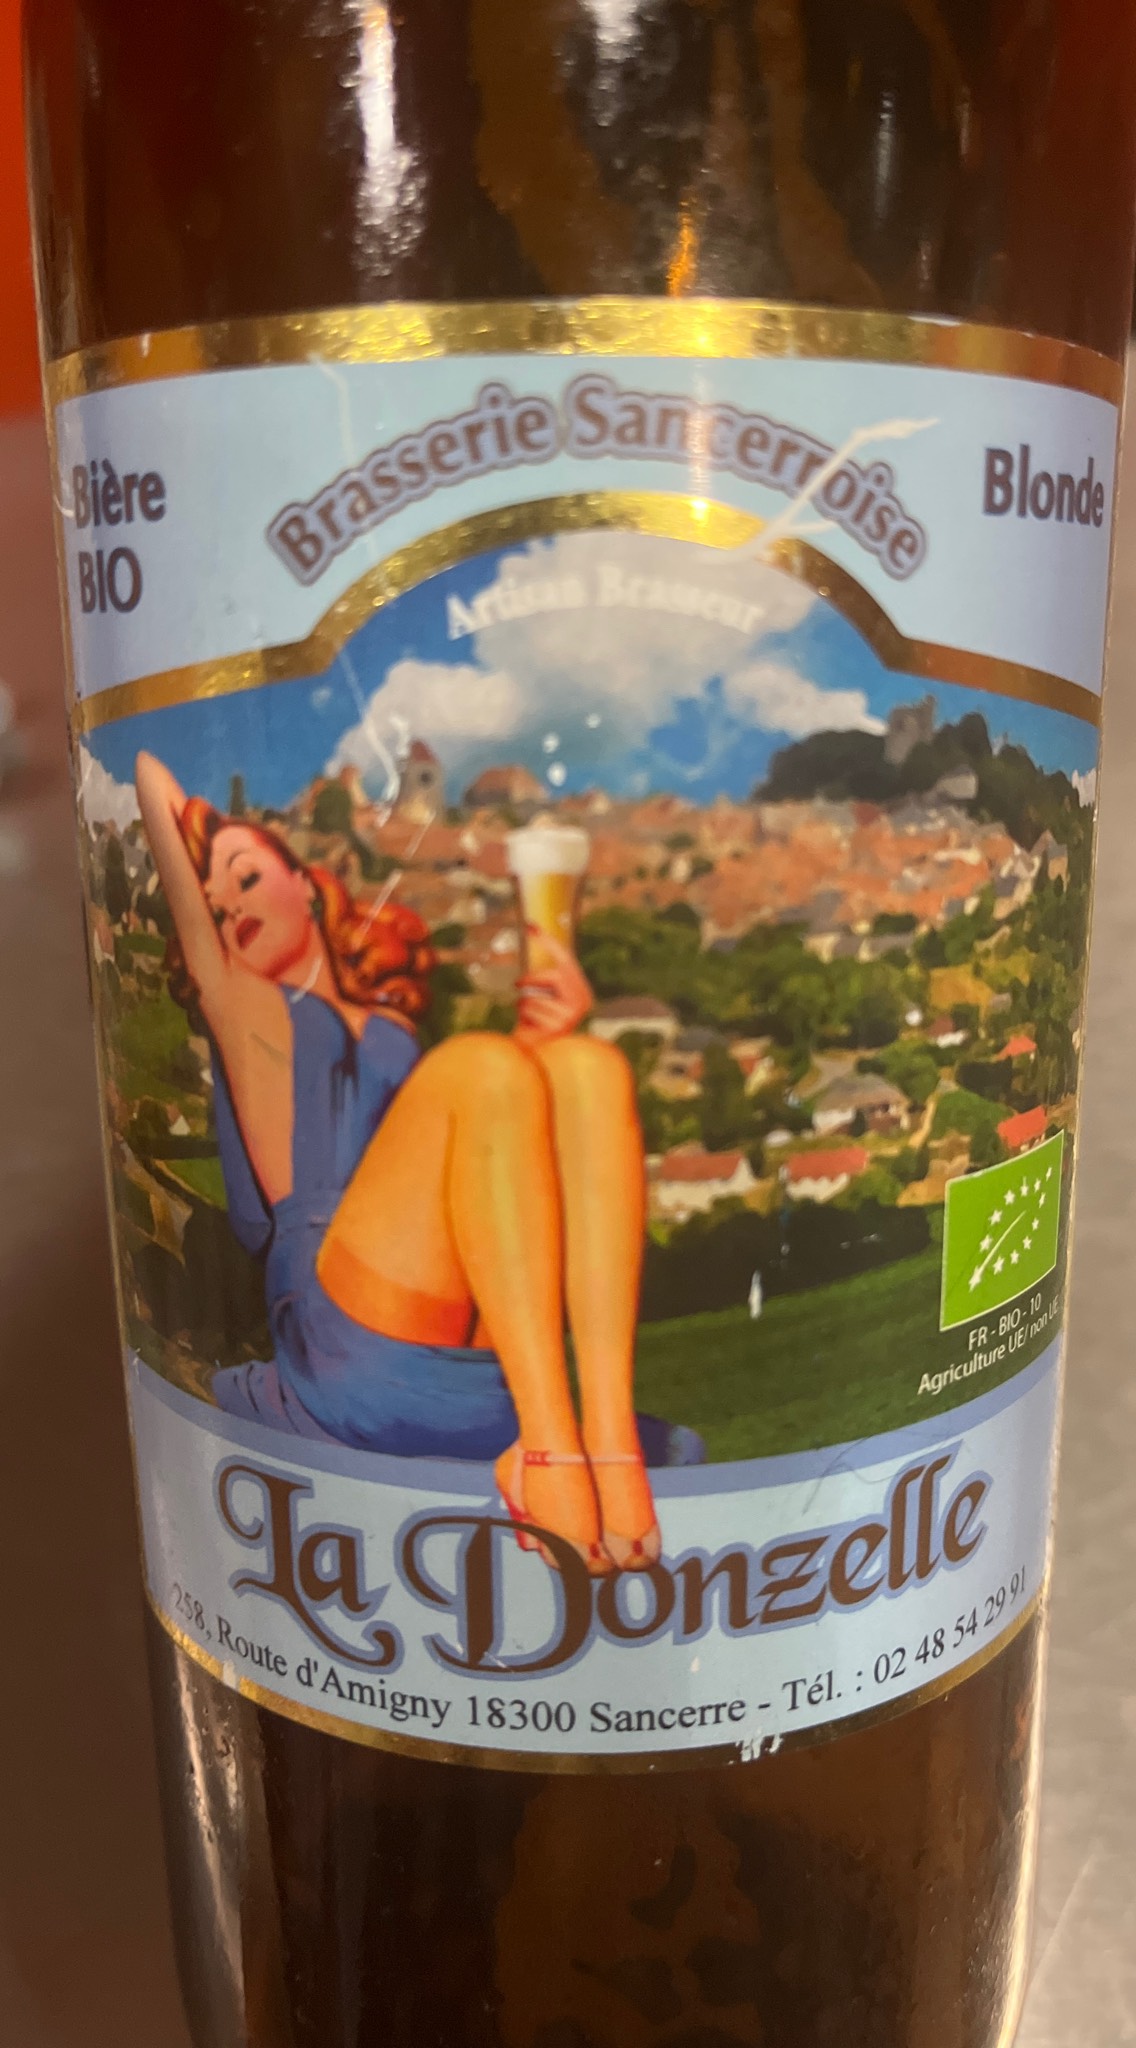 Brasserie Sancerroise
Bière
BIO
Blonde
Artisan Brasseur
FR - BIO - 10
Agriculture UE/ non UE
La Donzelle
258, Route d'Amigny 18300 Sancerre - Tél. : 02 48 54 29 91